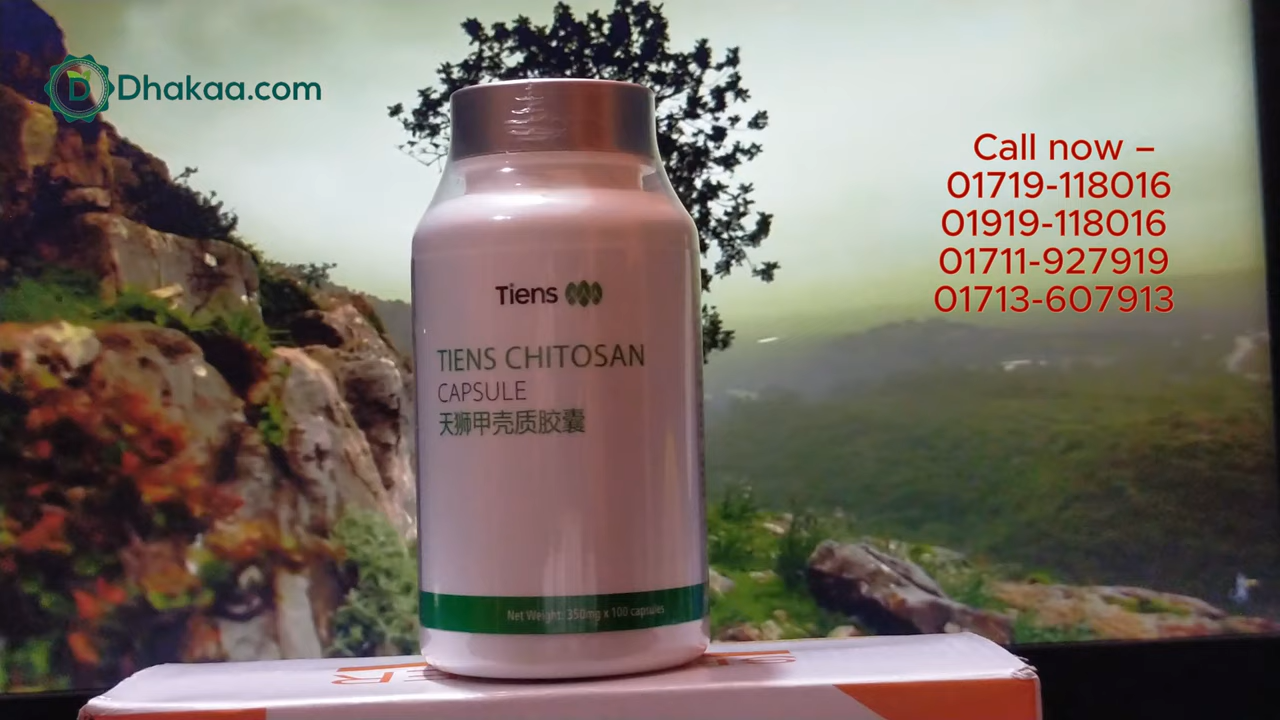 Dhakaa.com
Call now –
01719-118016
01919-118016
01711-927919
01713-607913
Tiens
TIENS CHITOSAN
CAPSULE
天狮甲壳质胶囊
Net Weight: 350mg x 100 capsules